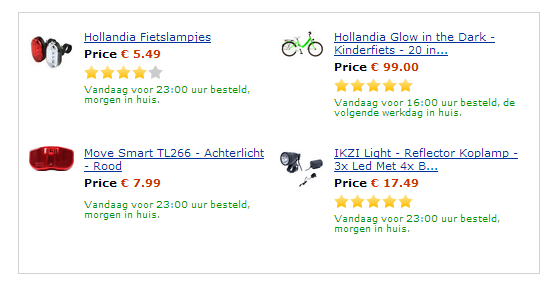 Hollandia Fietslampjes
Price € 5.49
Vandaag voor 23:00 uur besteld,
morgen in huis.
Hollandia Glow in the Dark -
Kinderfiets - 20 in...
Price € 99.00
Vandaag voor 16:00 uur besteld, de
volgende werkdag in huis.
Move Smart TL266 - Achterlicht
- Rood
Price € 7.99
Vandaag voor 23:00 uur besteld,
morgen in huis.
IKZI Light - Reflector Koplamp -
3x Led Met 4x B...
Price € 17.49
Vandaag voor 23:00 uur besteld,
morgen in huis.